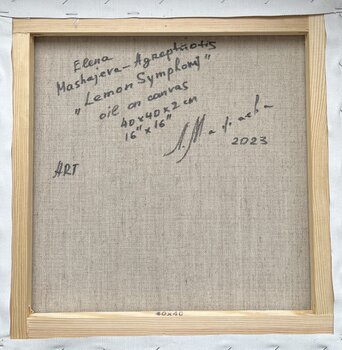 Elena
Mashajeva-Agraphiotis
"Lemon Symphony"
oil on canvas
40x40x2 cm
16"x16"
2023
ART
40x40